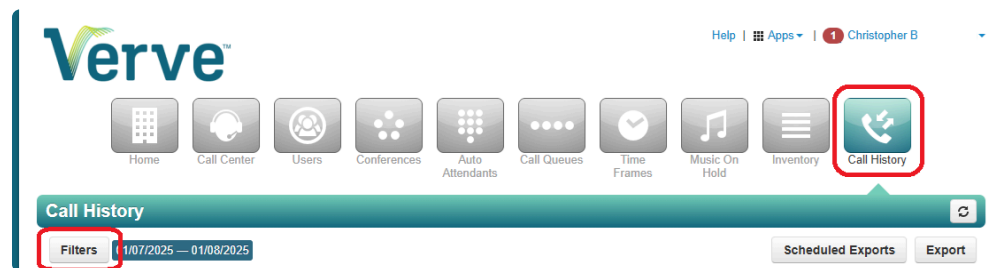 Verve™
Help | Apps | 1 Christopher B
Home Call Center Users Conferences Auto Attendants Call Queues Time Frames Music On Hold Inventory Call History
Call History
Filters 01/07/2025 — 01/08/2025 Scheduled Exports Export